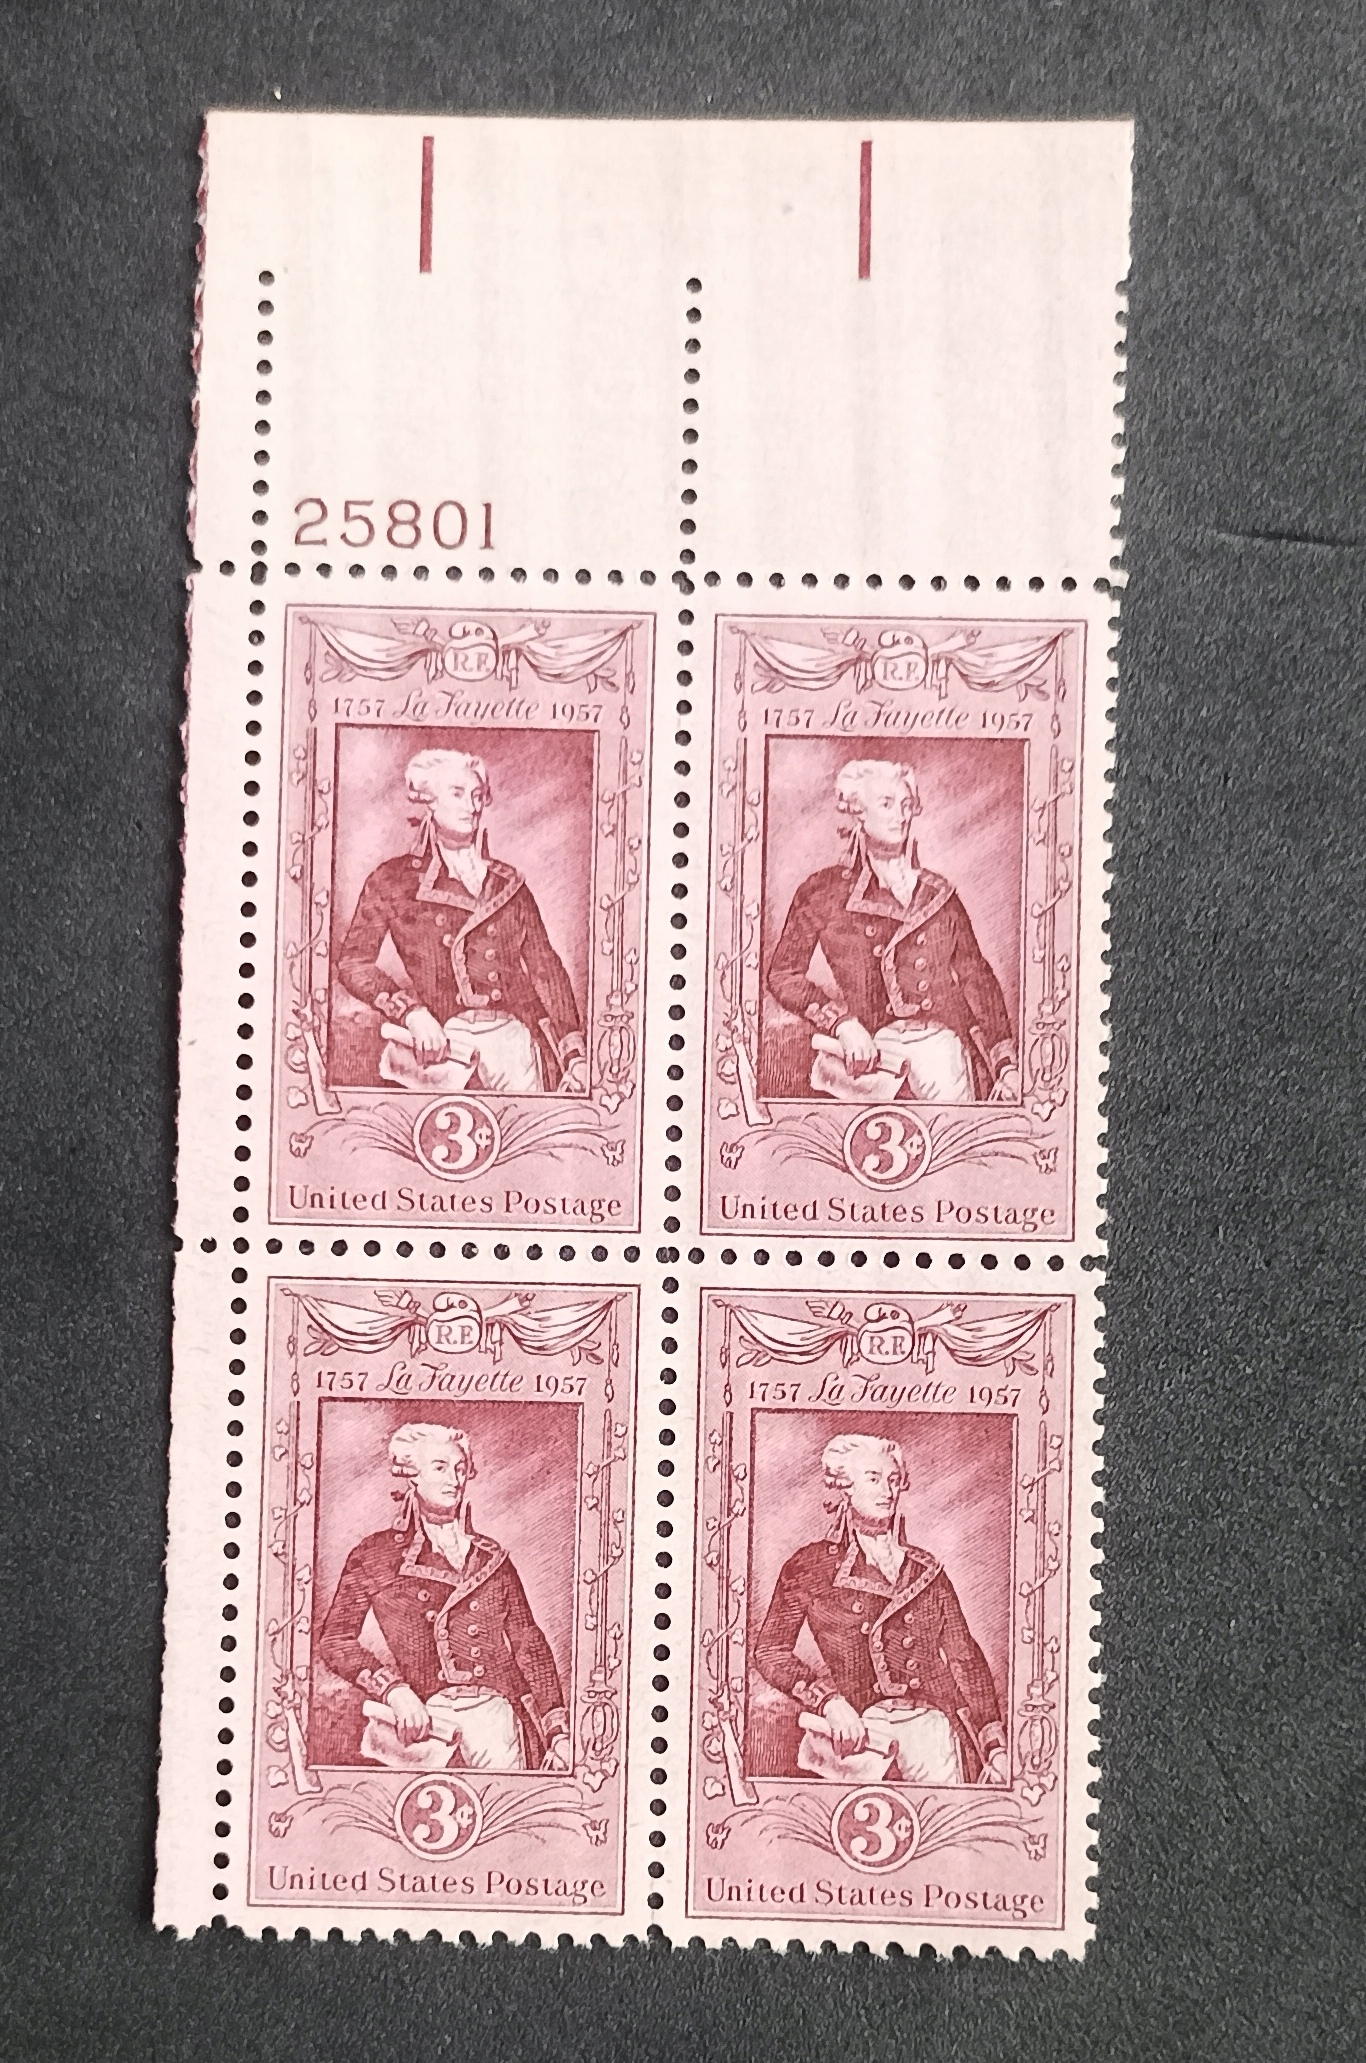 25801
R.F.
1757 La Fayette 1957
3¢
United States Postage
R.F.
1757 La Fayette 1957
3¢
United States Postage
R.F.
1757 La Fayette 1957
3¢
United States Postage
R.F.
1757 La Fayette 1957
3¢
United States Postage